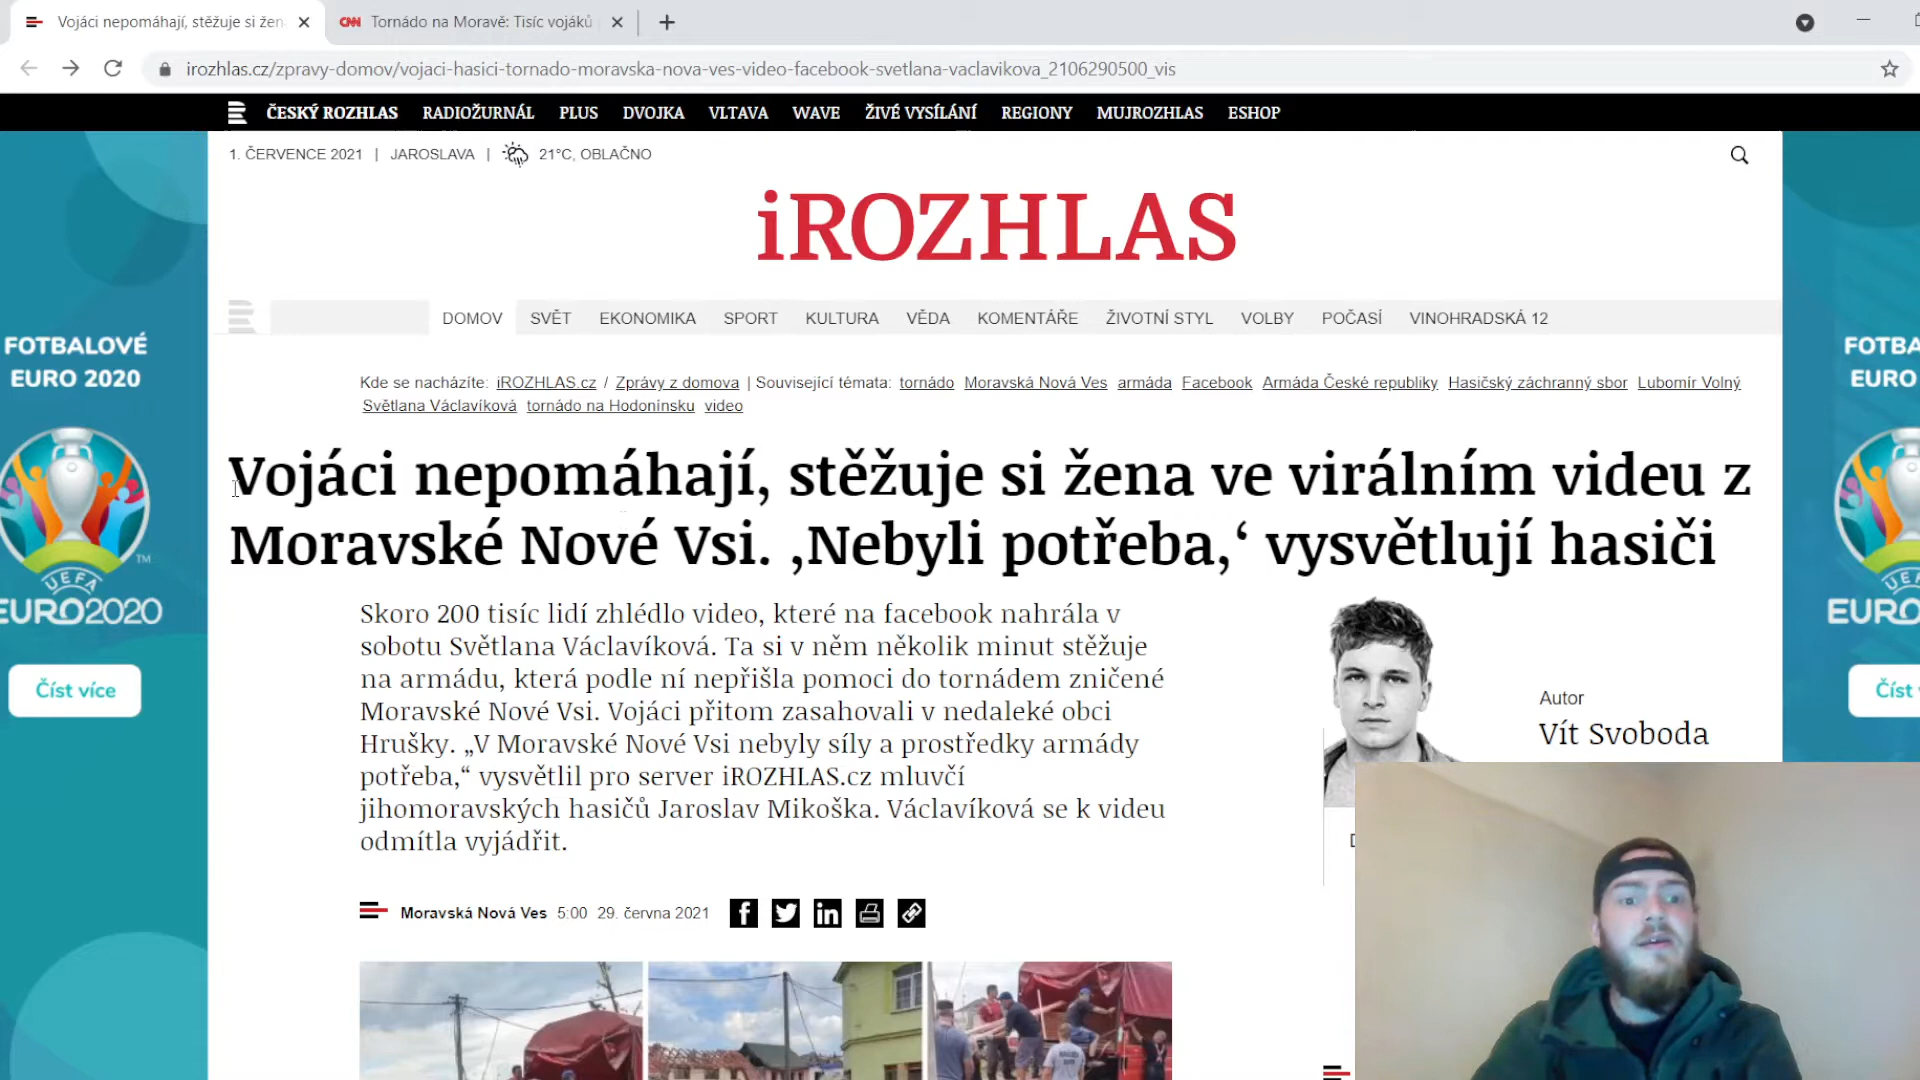 Vojáci nepomáhají, stěžuje si žen
CNN Tornádo na Moravě: Tisíc vojáků
irozhlas.cz/zpravy-domov/vojaci-hasici-tornado-moravska-nova-ves-video-facebook-svetlana-vaclavikova_2106290500_vis
ČESKÝ ROZHLAS RADIOŽURNÁL PLUS DVOJKA VLTAVA WAVE ŽIVÉ VYSÍLÁNÍ REGIONY MUJROZHLAS ESHOP
1. ČERVENCE 2021 | JAROSLAVA | 21°C, OBLAČNO
iROZHLAS
DOMOV SVĚT EKONOMIKA SPORT KULTURA VĚDA KOMENTÁŘE ŽIVOTNÍ STYL VOLBY POČASÍ VINOHRADSKÁ 12
Kde se nacházíte: iROZHLAS.cz / Zprávy z domova | Související témata: tornádo Moravská Nová Ves armáda Facebook Armáda České republiky Hasičský záchranný sbor Lubomír Volný
Světlana Václavíková tornádo na Hodonínsku video
Vojáci nepomáhají, stěžuje si žena ve virálním videu z
Moravské Nové Vsi. ‚Nebyli potřeba,‘ vysvětlují hasiči
Skoro 200 tisíc lidí zhlédlo video, které na facebook nahrála v
sobotu Světlana Václavíková. Ta si v něm několik minut stěžuje
na armádu, která podle ní nepřišla pomoci do tornádem zničené
Moravské Nové Vsi. Vojáci přitom zasahovali v nedaleké obci
Hrušky. „V Moravské Nové Vsi nebyly síly a prostředky armády
potřeba,“ vysvětlil pro server iROZHLAS.cz mluvčí
jihomoravských hasičů Jaroslav Mikoška. Václavíková se k videu
odmítla vyjádřit.
Autor
Vít Svoboda
Moravská Nová Ves 5:00 29. června 2021
FOTBALOVÉ
EURO 2020
TM
UEFA
EURO2020
Číst více
FOTBA
EURO
UEFA
EURO
Číst